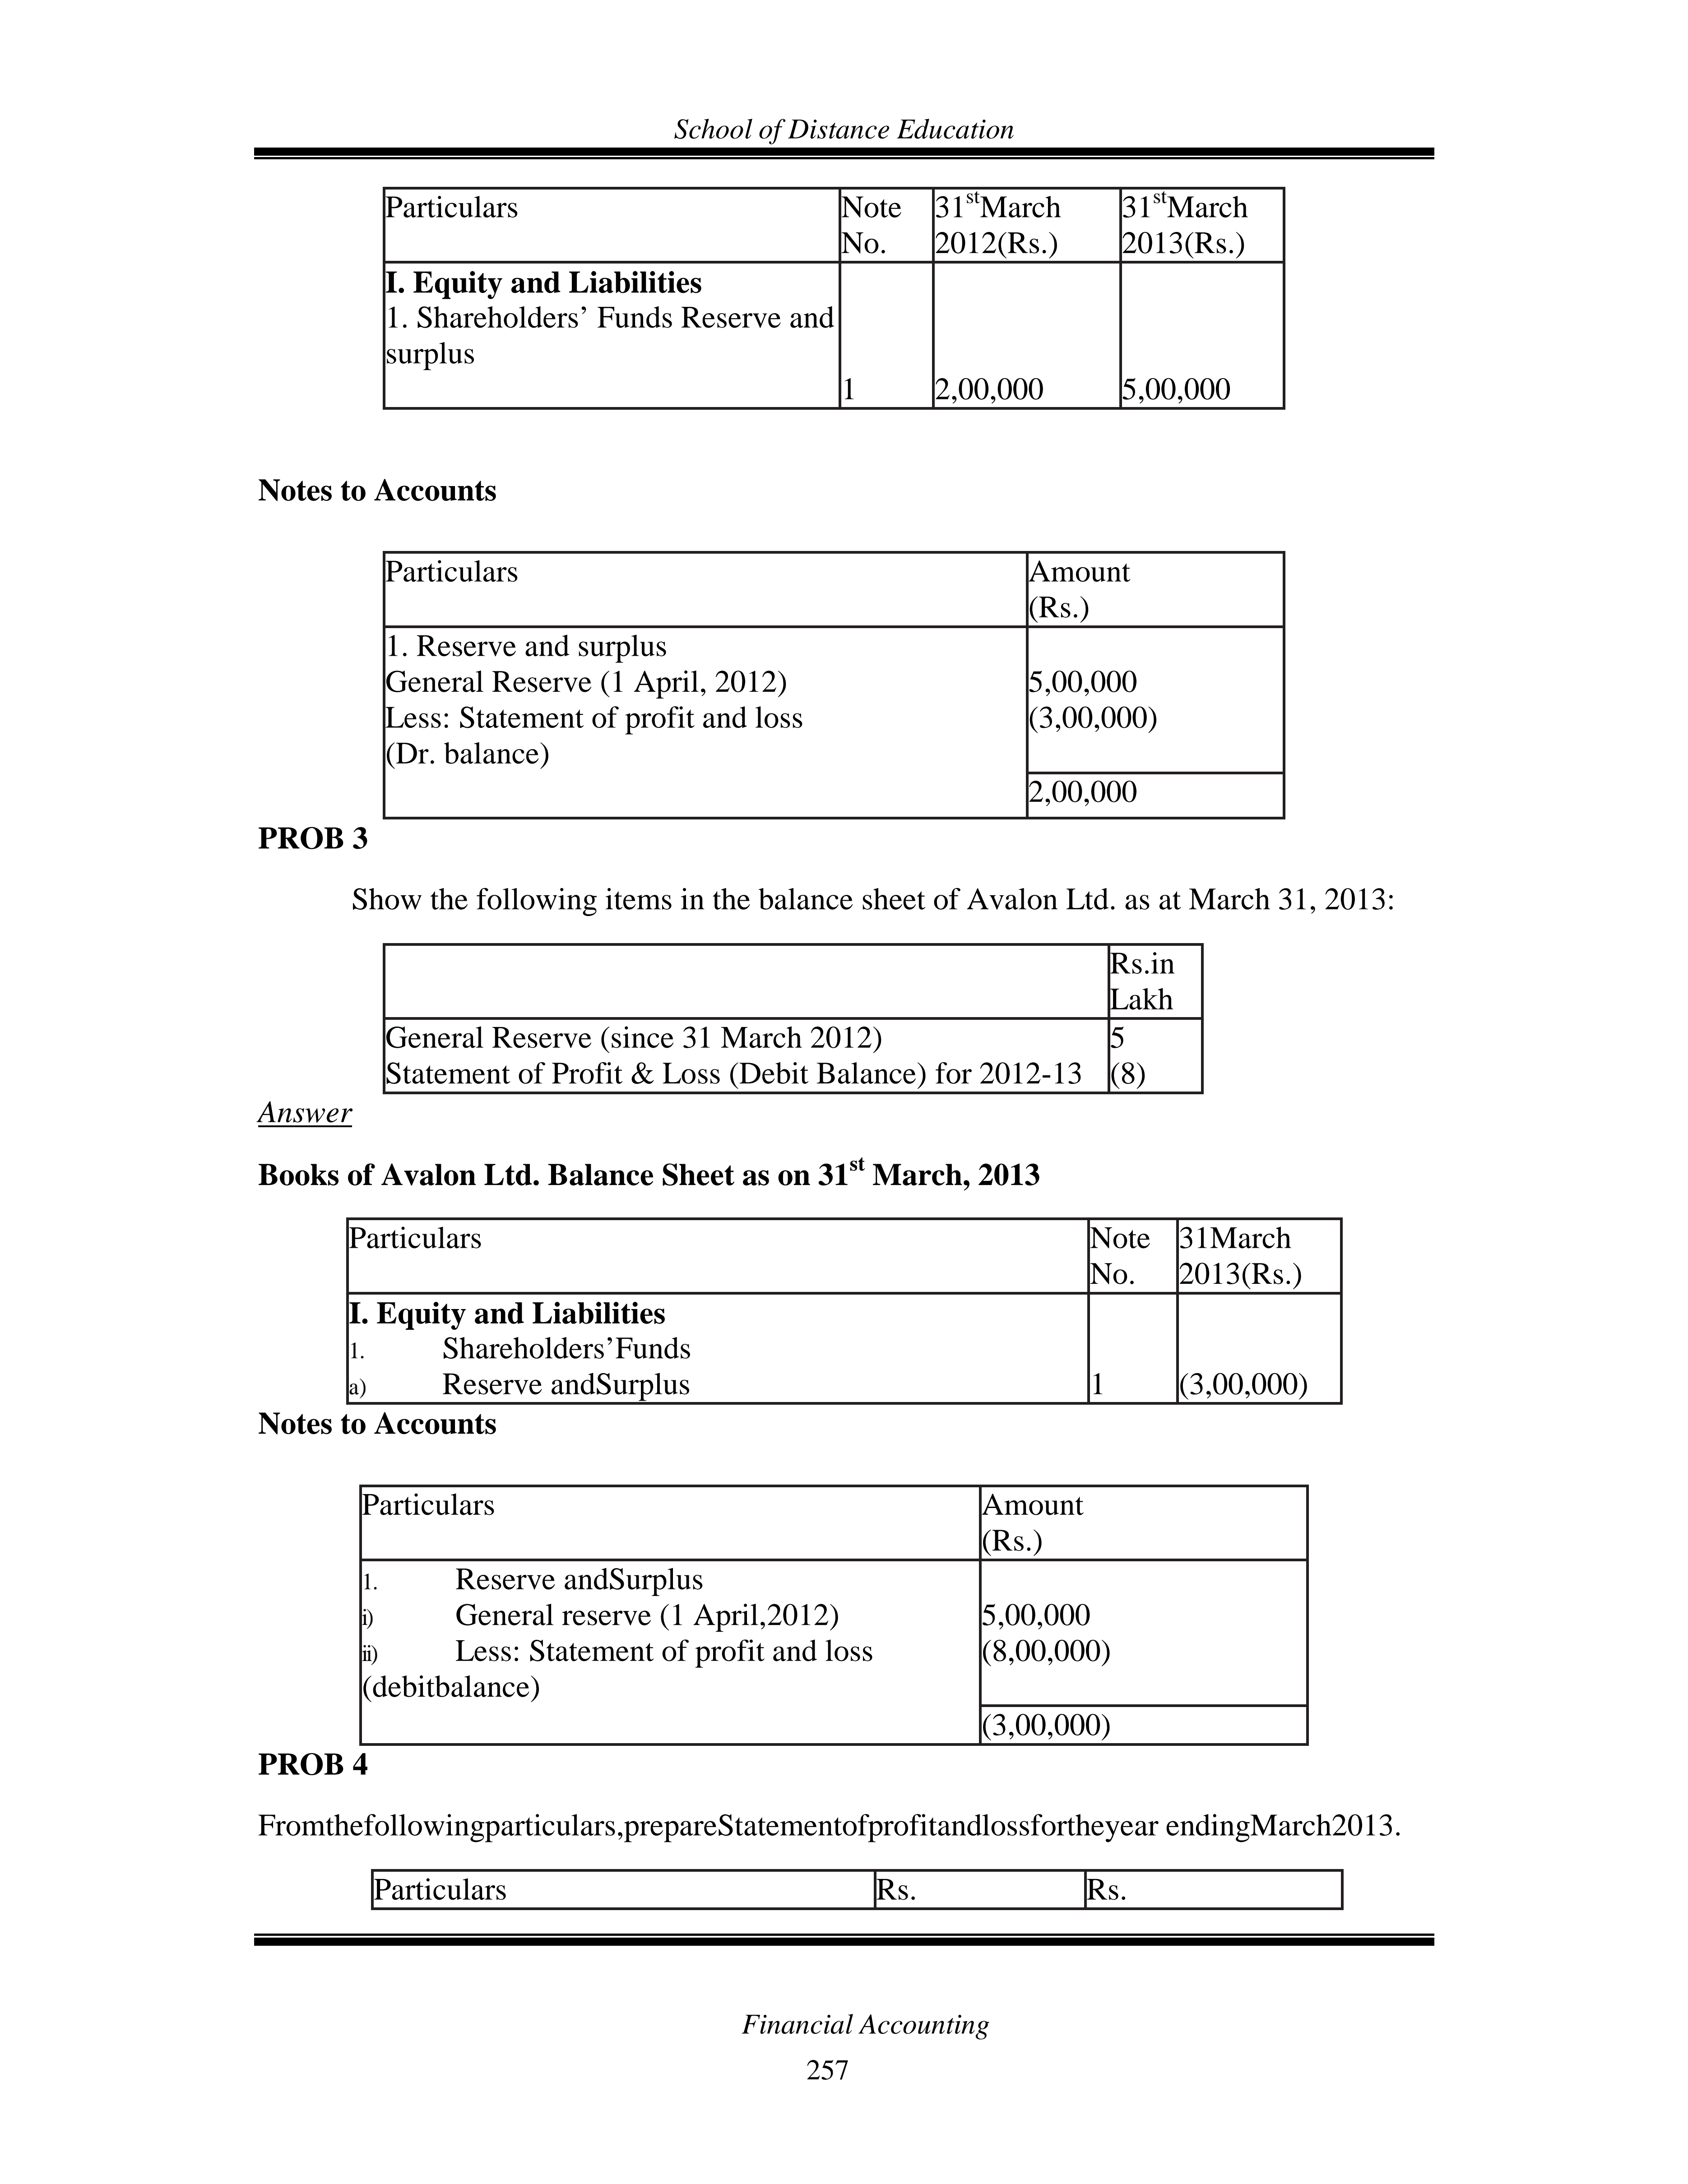 School of Distance Education
Particulars Note 31stMarch 31stMarch
No. 2012(Rs.) 2013(Rs.)
I. Equity and Liabilities
1. Shareholders’ Funds Reserve and
surplus
1 2,00,000 5,00,000
Notes to Accounts
Particulars Amount
(Rs.)
1. Reserve and surplus
General Reserve (1 April, 2012) 5,00,000
Less: Statement of profit and loss (3,00,000)
(Dr. balance)
2,00,000
PROB 3
Show the following items in the balance sheet of Avalon Ltd. as at March 31, 2013:
Rs.in
Lakh
General Reserve (since 31 March 2012) 5
Statement of Profit & Loss (Debit Balance) for 2012-13 (8)
Answer
Books of Avalon Ltd. Balance Sheet as on 31st March, 2013
Particulars Note 31March
No. 2013(Rs.)
I. Equity and Liabilities
1. Shareholders’Funds
a) Reserve andSurplus 1 (3,00,000)
Notes to Accounts
Particulars Amount
(Rs.)
1. Reserve andSurplus
i) General reserve (1 April,2012) 5,00,000
ii) Less: Statement of profit and loss (8,00,000)
(debitbalance)
(3,00,000)
PROB 4
Fromthefollowingparticulars,prepareStatementofprofitandlossfortheyear endingMarch2013.
Particulars Rs. Rs.
Financial Accounting
257